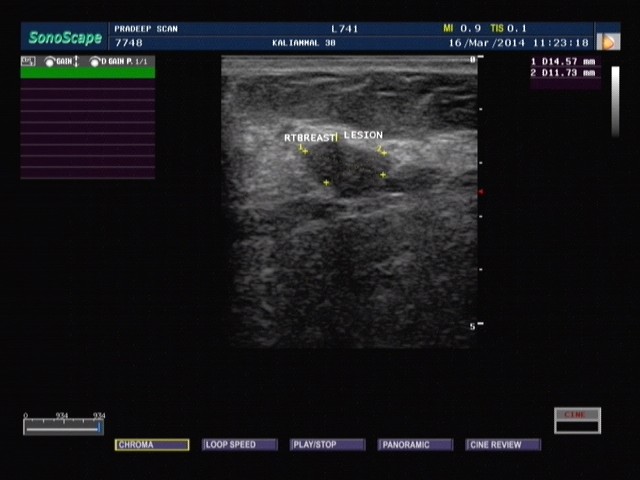 SonoScape
PRADEEP SCAN L741 MI 0.9 TIS 0.1
7748 KALIAMMAL 30 16/Mar/2014 11:23:18
GAIN D GAIN P. 1/1
1 D14.57 mm
2 D11.73 mm
0
RTBREAST LESION
1 2
5
0 934 934
CINE
CHROMA LOOP SPEED PLAY/STOP PANORAMIC CINE REVIEW